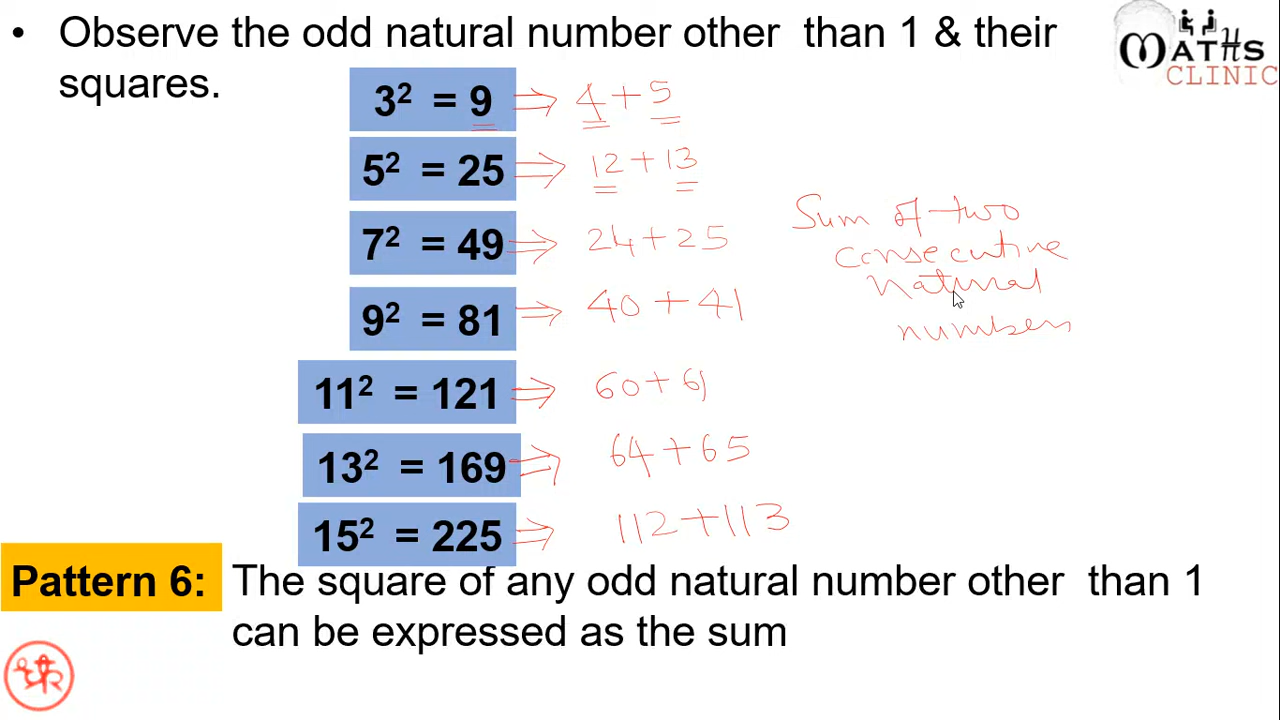 • Observe the odd natural number other than 1 & their
squares.
MATHS
CLINIC
3² = 9 ⇒ 4 + 5
5² = 25 ⇒ 12 + 13
7² = 49 ⇒ 24 + 25
9² = 81 ⇒ 40 + 41
11² = 121 ⇒ 60 + 61
13² = 169 ⇒ 64 + 65
15² = 225 ⇒ 112 + 113
Sum of two
consecutive
natural
numbers
Pattern 6: The square of any odd natural number other than 1
can be expressed as the sum